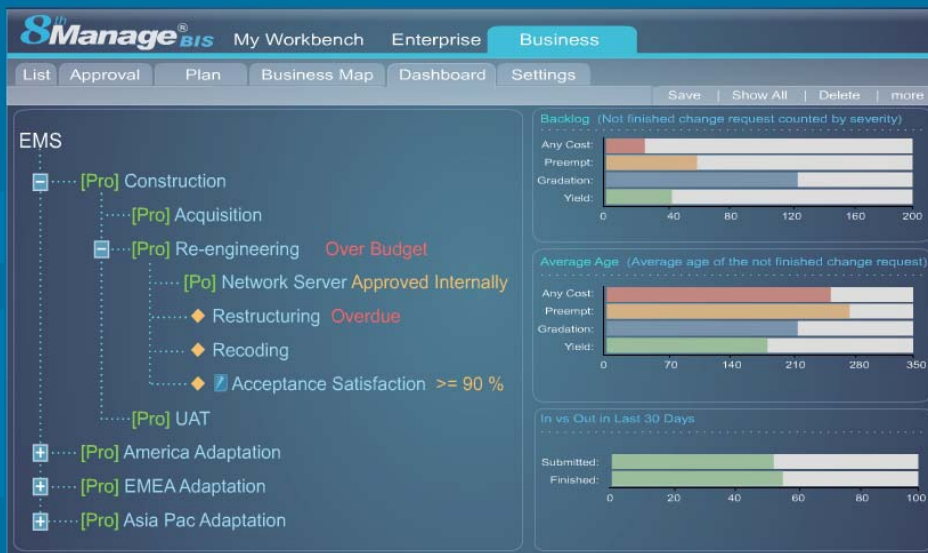 8thManage® BIS My Workbench Enterprise Business
List Approval Plan Business Map Dashboard Settings
Save | Show All | Delete | more
EMS
[Pro] Construction
[Pro] Acquisition
[Pro] Re-engineering Over Budget
[Po] Network Server Approved Internally
Restructuring Overdue
Recoding
Acceptance Satisfaction >= 90 %
[Pro] UAT
[Pro] America Adaptation
[Pro] EMEA Adaptation
[Pro] Asia Pac Adaptation
Backlog (Not finished change request counted by severity)
Any Cost:
Preempt:
Gradation:
Yield:
0 40 80 120 160 200
Average Age (Average age of the not finished change request)
Any Cost:
Preempt:
Gradation:
Yield:
0 70 140 210 280 350
In vs Out in Last 30 Days
Submitted:
Finished:
0 20 40 60 80 100